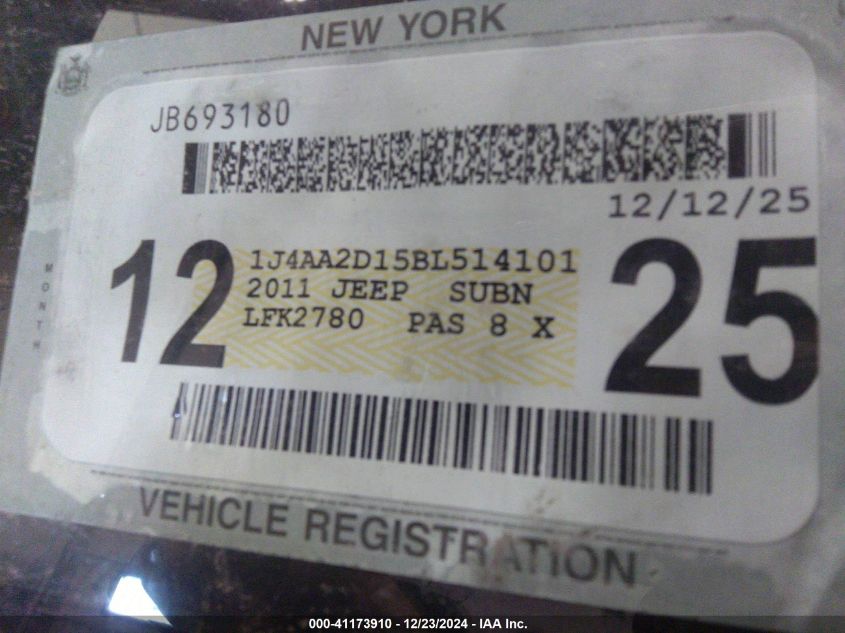 NEW YORK
JB693180
12/12/25
MONTH
12
1J4AA2D15BL514101
2011 JEEP SUBN
LFK2780 PAS 8 X
25
VEHICLE REGISTRATION
000-41173910 - 12/23/2024 - IAA Inc.